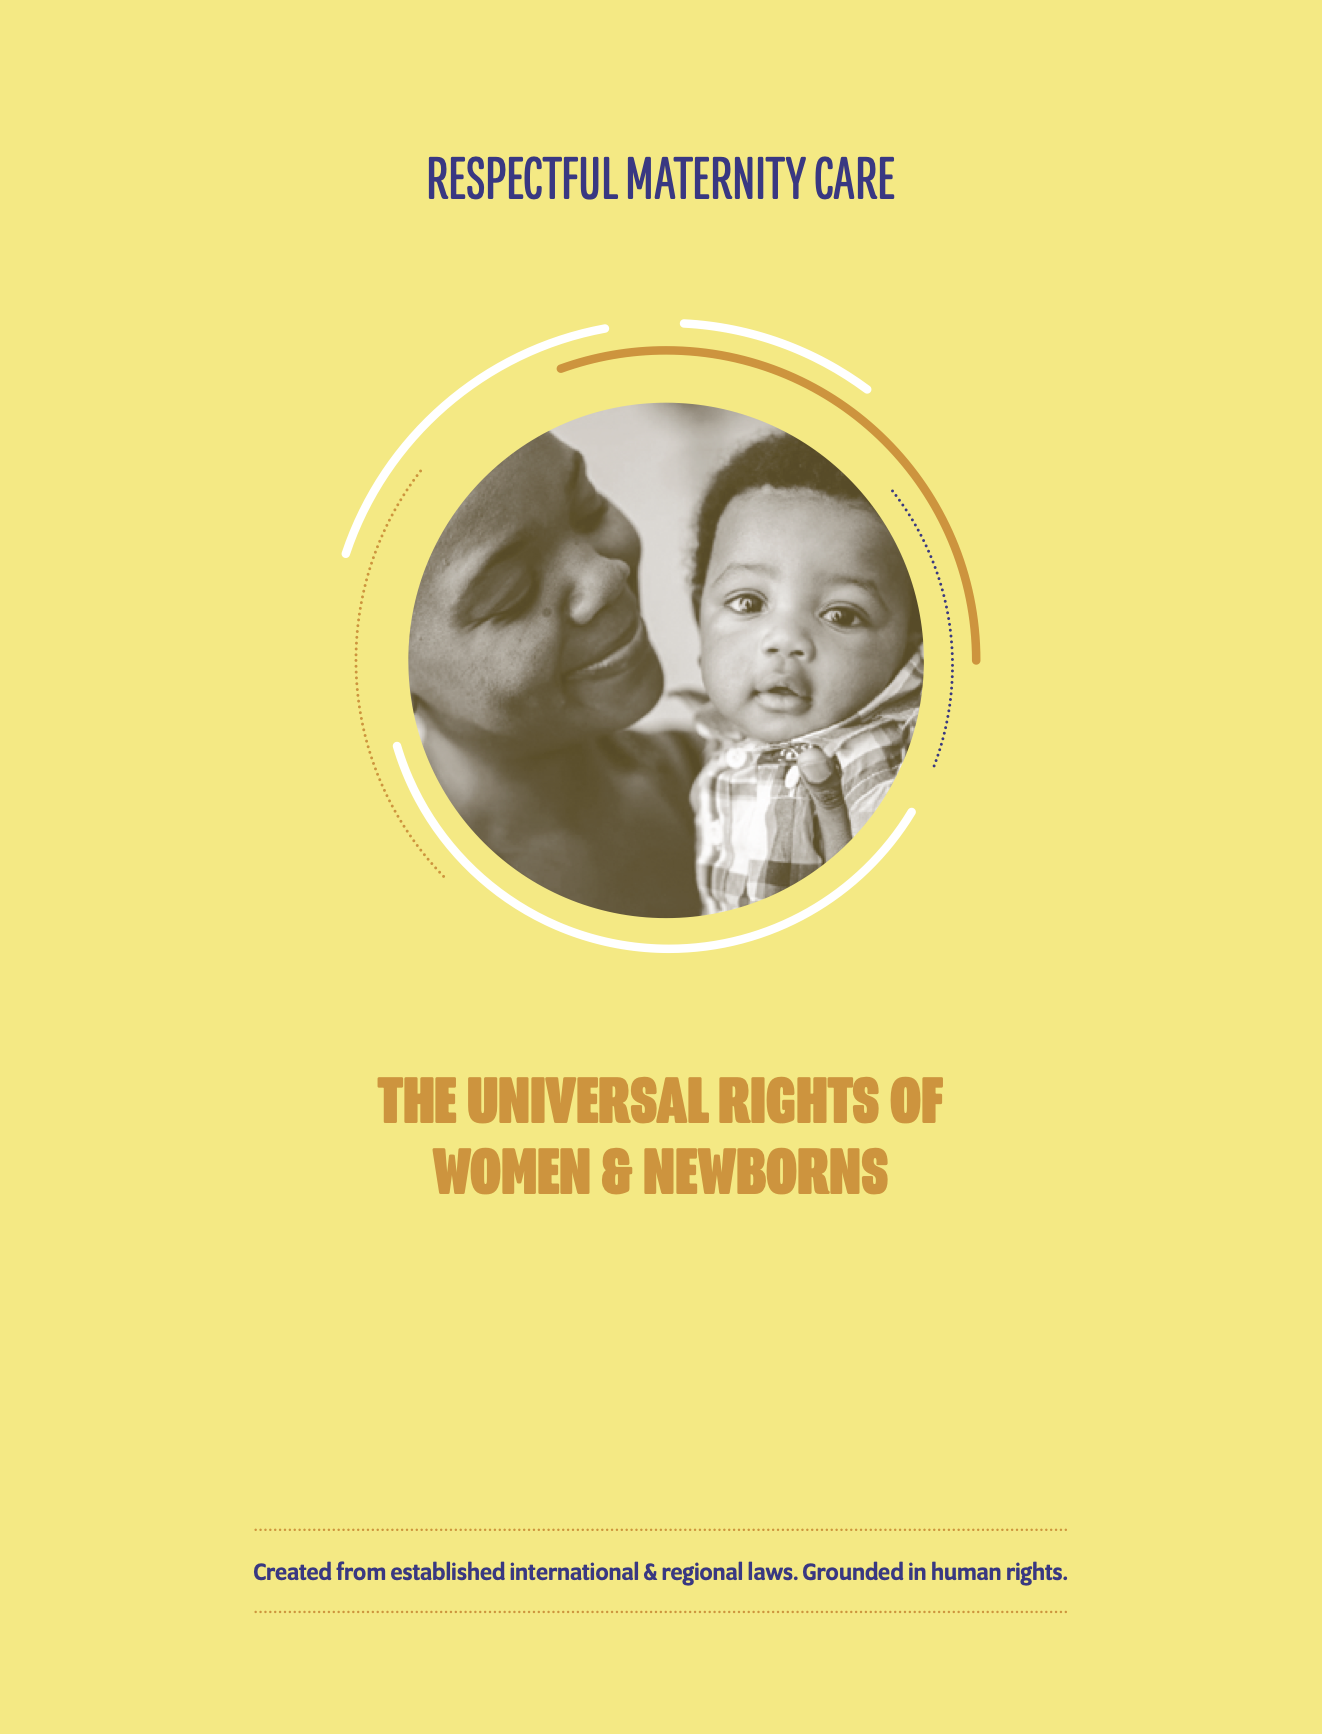 RESPECTFUL MATERNITY CARE
THE UNIVERSAL RIGHTS OF
WOMEN & NEWBORNS
Created from established international & regional laws. Grounded in human rights.